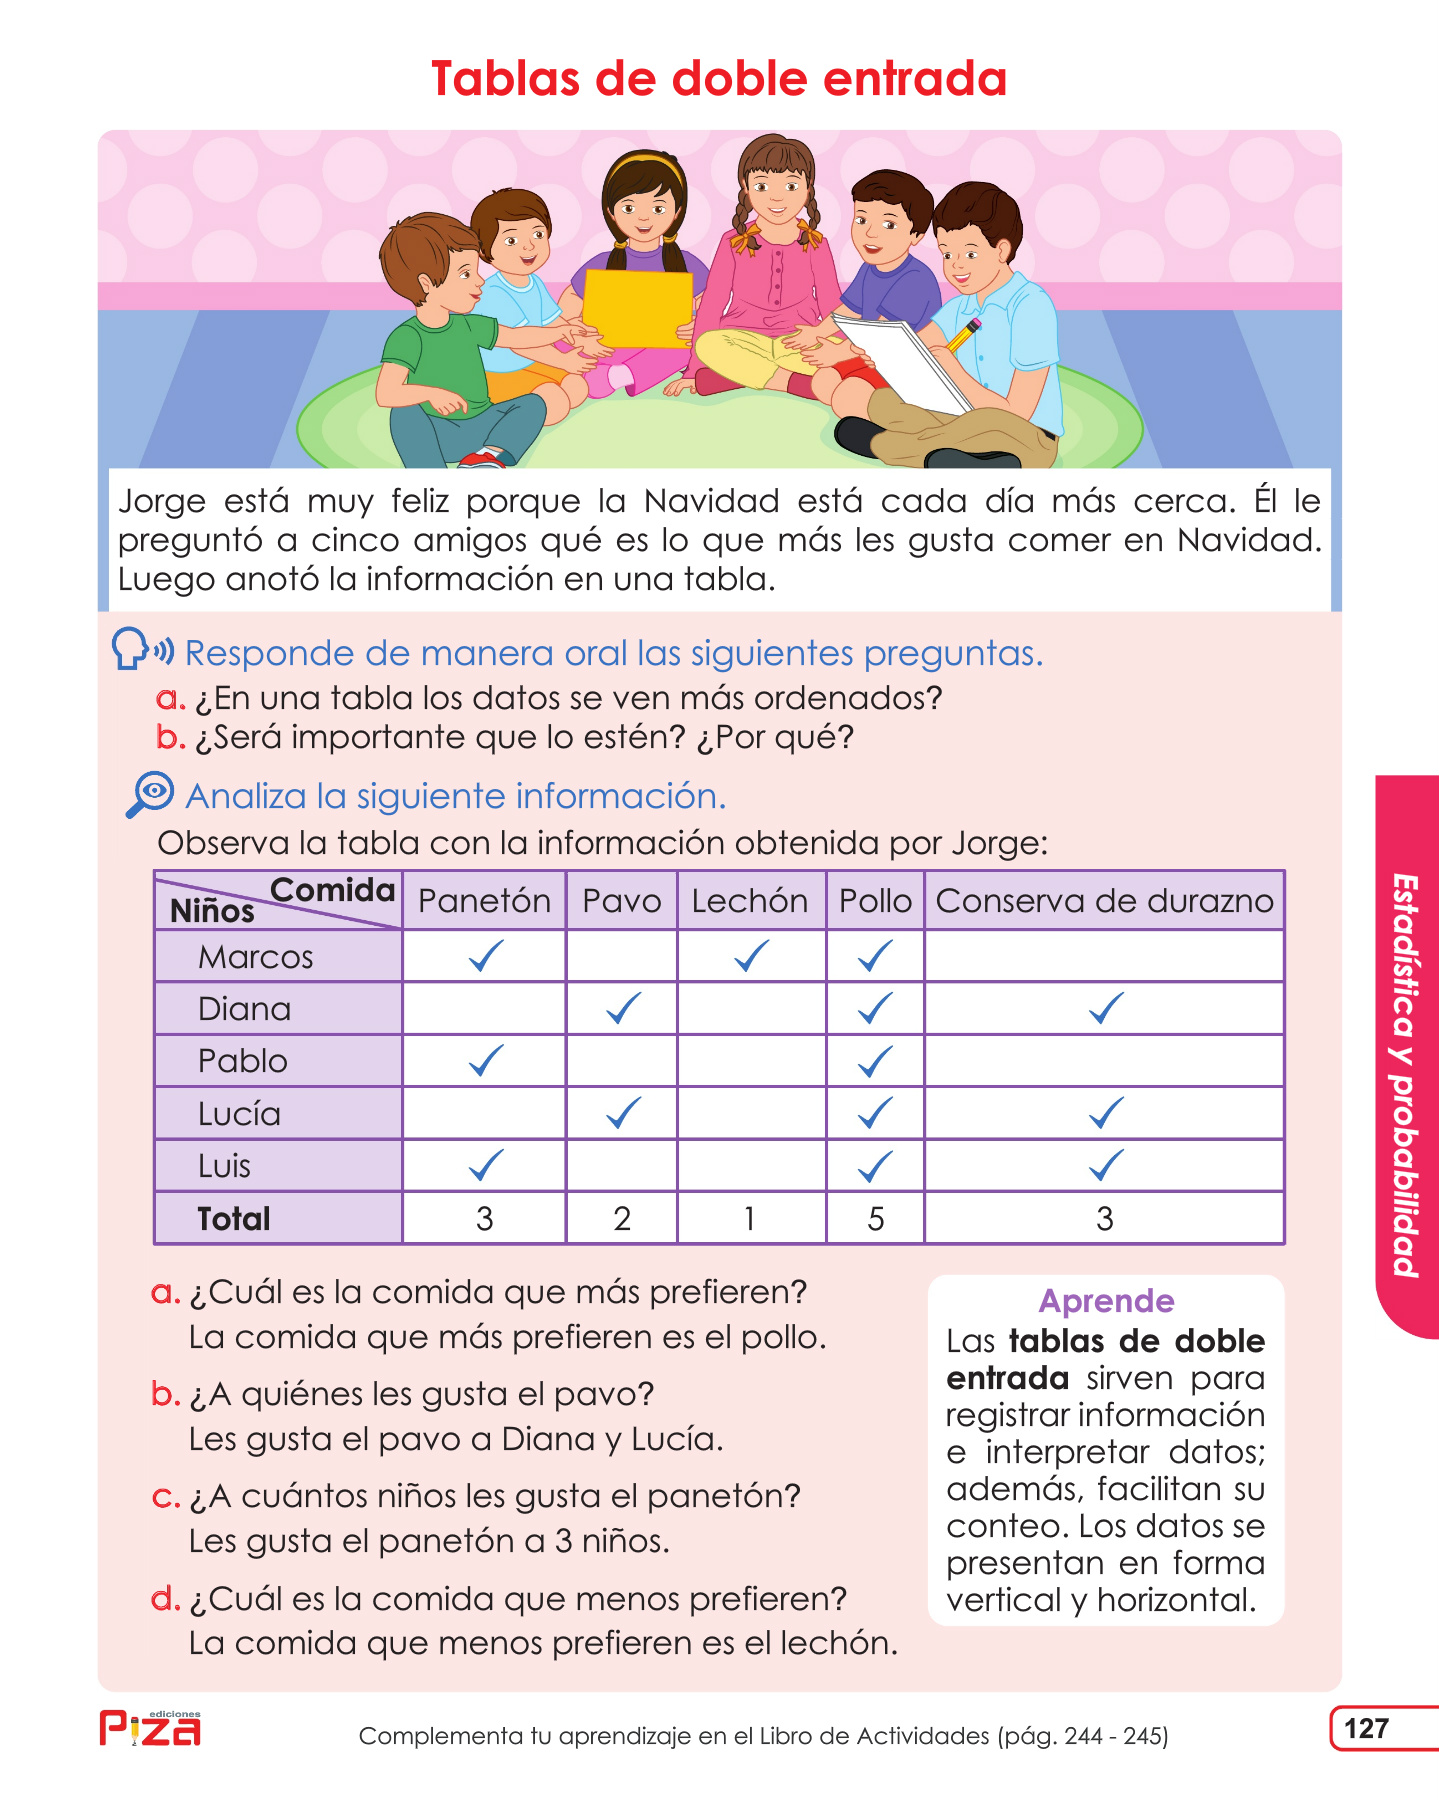 Tablas de doble entrada
Jorge está muy feliz porque la Navidad está cada día más cerca. Él le
preguntó a cinco amigos qué es lo que más les gusta comer en Navidad.
Luego anotó la información en una tabla.
Responde de manera oral las siguientes preguntas.
a. ¿En una tabla los datos se ven más ordenados?
b. ¿Será importante que lo estén? ¿Por qué?
Analiza la siguiente información.
Observa la tabla con la información obtenida por Jorge:
Comida
Niños
Panetón Pavo Lechón Pollo Conserva de durazno
Marcos ✓ ✓ ✓
Diana ✓ ✓ ✓
Pablo ✓ ✓
Lucía ✓ ✓ ✓
Luis ✓ ✓ ✓
Total 3 2 1 5 3
a. ¿Cuál es la comida que más prefieren?
La comida que más prefieren es el pollo.
b. ¿A quiénes les gusta el pavo?
Les gusta el pavo a Diana y Lucía.
c. ¿A cuántos niños les gusta el panetón?
Les gusta el panetón a 3 niños.
d. ¿Cuál es la comida que menos prefieren?
La comida que menos prefieren es el lechón.
Aprende
Las tablas de doble
entrada sirven para
registrar información
e interpretar datos;
además, facilitan su
conteo. Los datos se
presentan en forma
vertical y horizontal.
Estadística y probabilidad
ediciones
PIZA
Complementa tu aprendizaje en el Libro de Actividades (pág. 244 - 245)
127